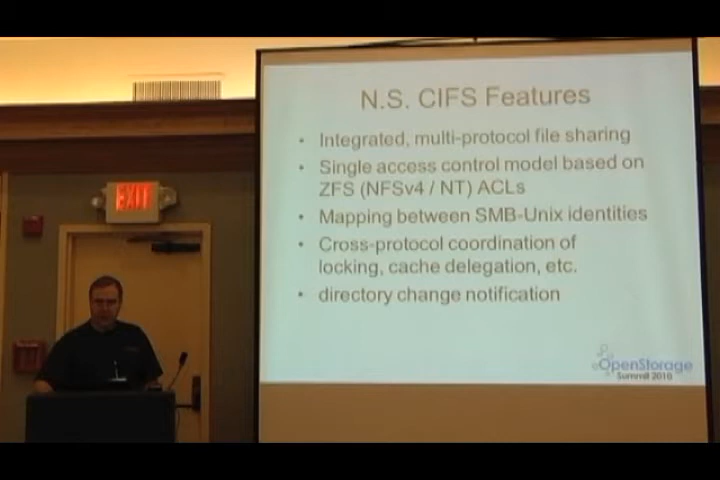 N.S. CIFS Features
• Integrated, multi-protocol file sharing
• Single access control model based on
ZFS (NFSv4 / NT) ACLs
• Mapping between SMB-Unix identities
• Cross-protocol coordination of
locking, cache delegation, etc.
• directory change notification
EXIT
OpenStorage
Summit 2010